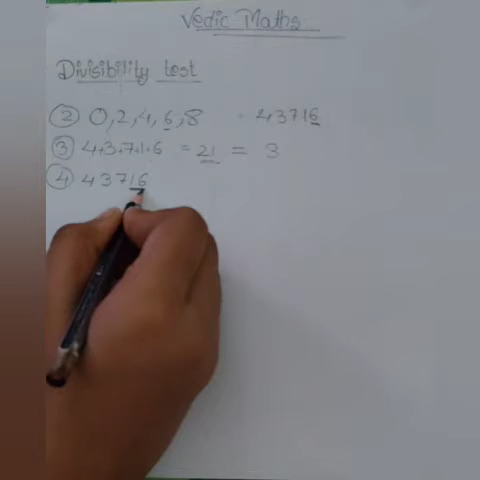 Vedic Maths
Divisibility test
② 0,2,4,6,8 · 43716
③ 4+3+7+1+6 = 21 = 3
④ 43716